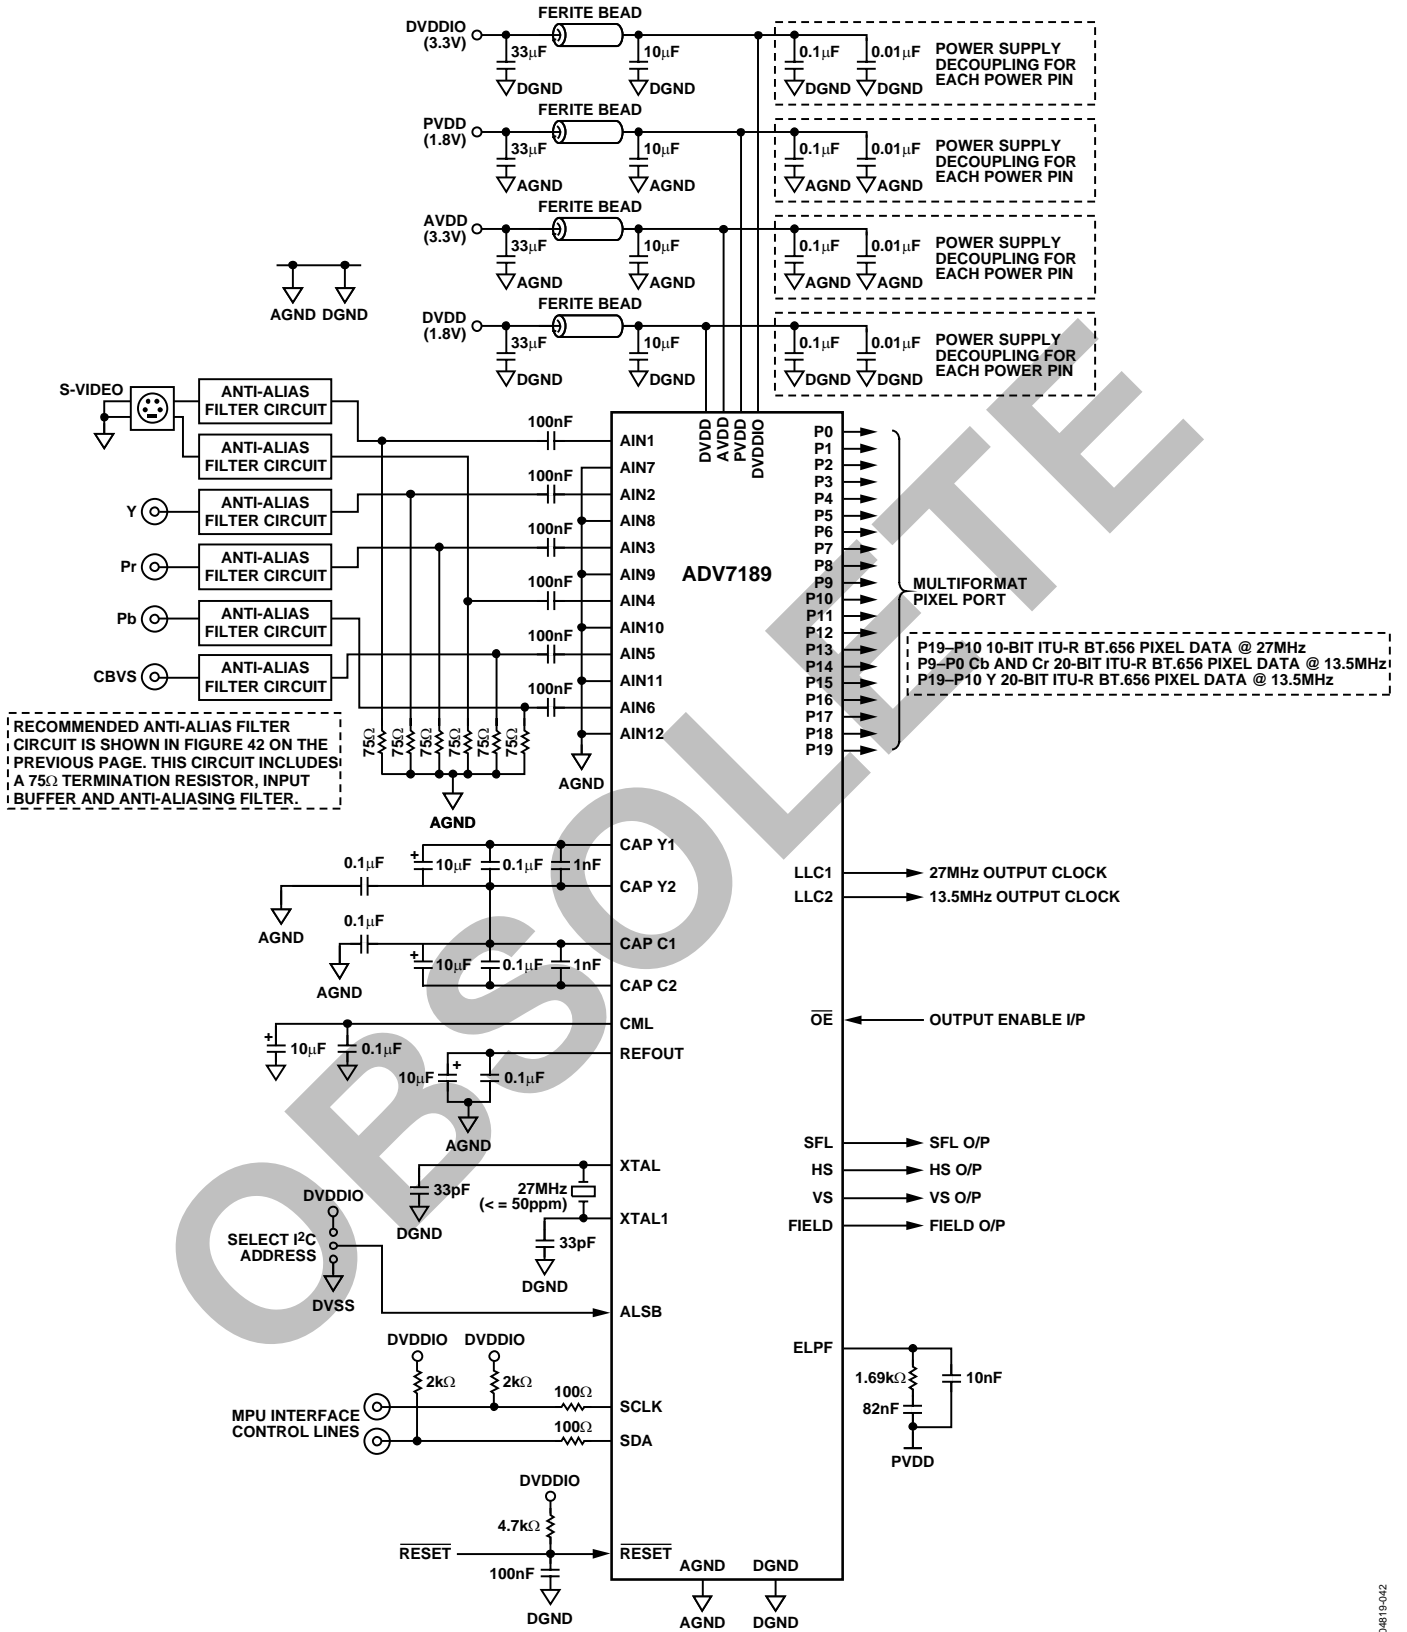 FERITE BEAD
DVDDIO
(3.3V)
33μF
10μF
0.1μF
0.01μF
POWER SUPPLY
DECOUPLING FOR
EACH POWER PIN
DGND
DGND
DGND
DGND
FERITE BEAD
PVDD
(1.8V)
33μF
10μF
0.1μF
0.01μF
POWER SUPPLY
DECOUPLING FOR
EACH POWER PIN
AGND
AGND
AGND
AGND
FERITE BEAD
AVDD
(3.3V)
33μF
10μF
0.1μF
0.01μF
POWER SUPPLY
DECOUPLING FOR
EACH POWER PIN
AGND
AGND
AGND
AGND
AGND DGND
FERITE BEAD
DVDD
(1.8V)
33μF
10μF
0.1μF
0.01μF
POWER SUPPLY
DECOUPLING FOR
EACH POWER PIN
DGND
DGND
DGND
DGND
S-VIDEO
ANTI-ALIAS
FILTER CIRCUIT
ANTI-ALIAS
FILTER CIRCUIT
Y
ANTI-ALIAS
FILTER CIRCUIT
Pr
ANTI-ALIAS
FILTER CIRCUIT
Pb
ANTI-ALIAS
FILTER CIRCUIT
CBVS
ANTI-ALIAS
FILTER CIRCUIT
RECOMMENDED ANTI-ALIAS FILTER
CIRCUIT IS SHOWN IN FIGURE 42 ON THE
PREVIOUS PAGE. THIS CIRCUIT INCLUDES
A 75Ω TERMINATION RESISTOR, INPUT
BUFFER AND ANTI-ALIASING FILTER.
100nF
100nF
100nF
100nF
100nF
100nF
75Ω
75Ω
75Ω
75Ω
75Ω
75Ω
AGND
AGND
DVDD
AVDD
PVDD
DVDDIO
AIN1
AIN7
AIN2
AIN8
AIN3
AIN9
AIN4
AIN10
AIN5
AIN11
AIN6
AIN12
ADV7189
P0
P1
P2
P3
P4
P5
P6
P7
P8
P9
P10
P11
P12
P13
P14
P15
P16
P17
P18
P19
MULTIFORMAT
PIXEL PORT
P19–P10 10-BIT ITU-R BT.656 PIXEL DATA @ 27MHz
P9–P0 Cb AND Cr 20-BIT ITU-R BT.656 PIXEL DATA @ 13.5MHz
P19–P10 Y 20-BIT ITU-R BT.656 PIXEL DATA @ 13.5MHz
0.1μF
+
10μF
0.1μF
1nF
CAP Y1
CAP Y2
AGND
0.1μF
+
10μF
0.1μF
1nF
CAP C1
CAP C2
AGND
LLC1
27MHz OUTPUT CLOCK
LLC2
13.5MHz OUTPUT CLOCK
CML
+
10μF
0.1μF
REFOUT
10μF
+
0.1μF
AGND
OE
OUTPUT ENABLE I/P
SFL
SFL O/P
HS
HS O/P
VS
VS O/P
FIELD
FIELD O/P
XTAL
33pF
DGND
27MHz
(< = 50ppm)
XTAL1
33pF
DGND
DVDDIO
SELECT I²C
ADDRESS
DVSS
ALSB
ELPF
1.69kΩ
10nF
82nF
PVDD
DVDDIO
DVDDIO
2kΩ
2kΩ
MPU INTERFACE
CONTROL LINES
100Ω
SCLK
100Ω
SDA
DVDDIO
4.7kΩ
RESET
RESET
100nF
DGND
AGND
DGND
AGND
DGND
OBSOLETE
04819-042